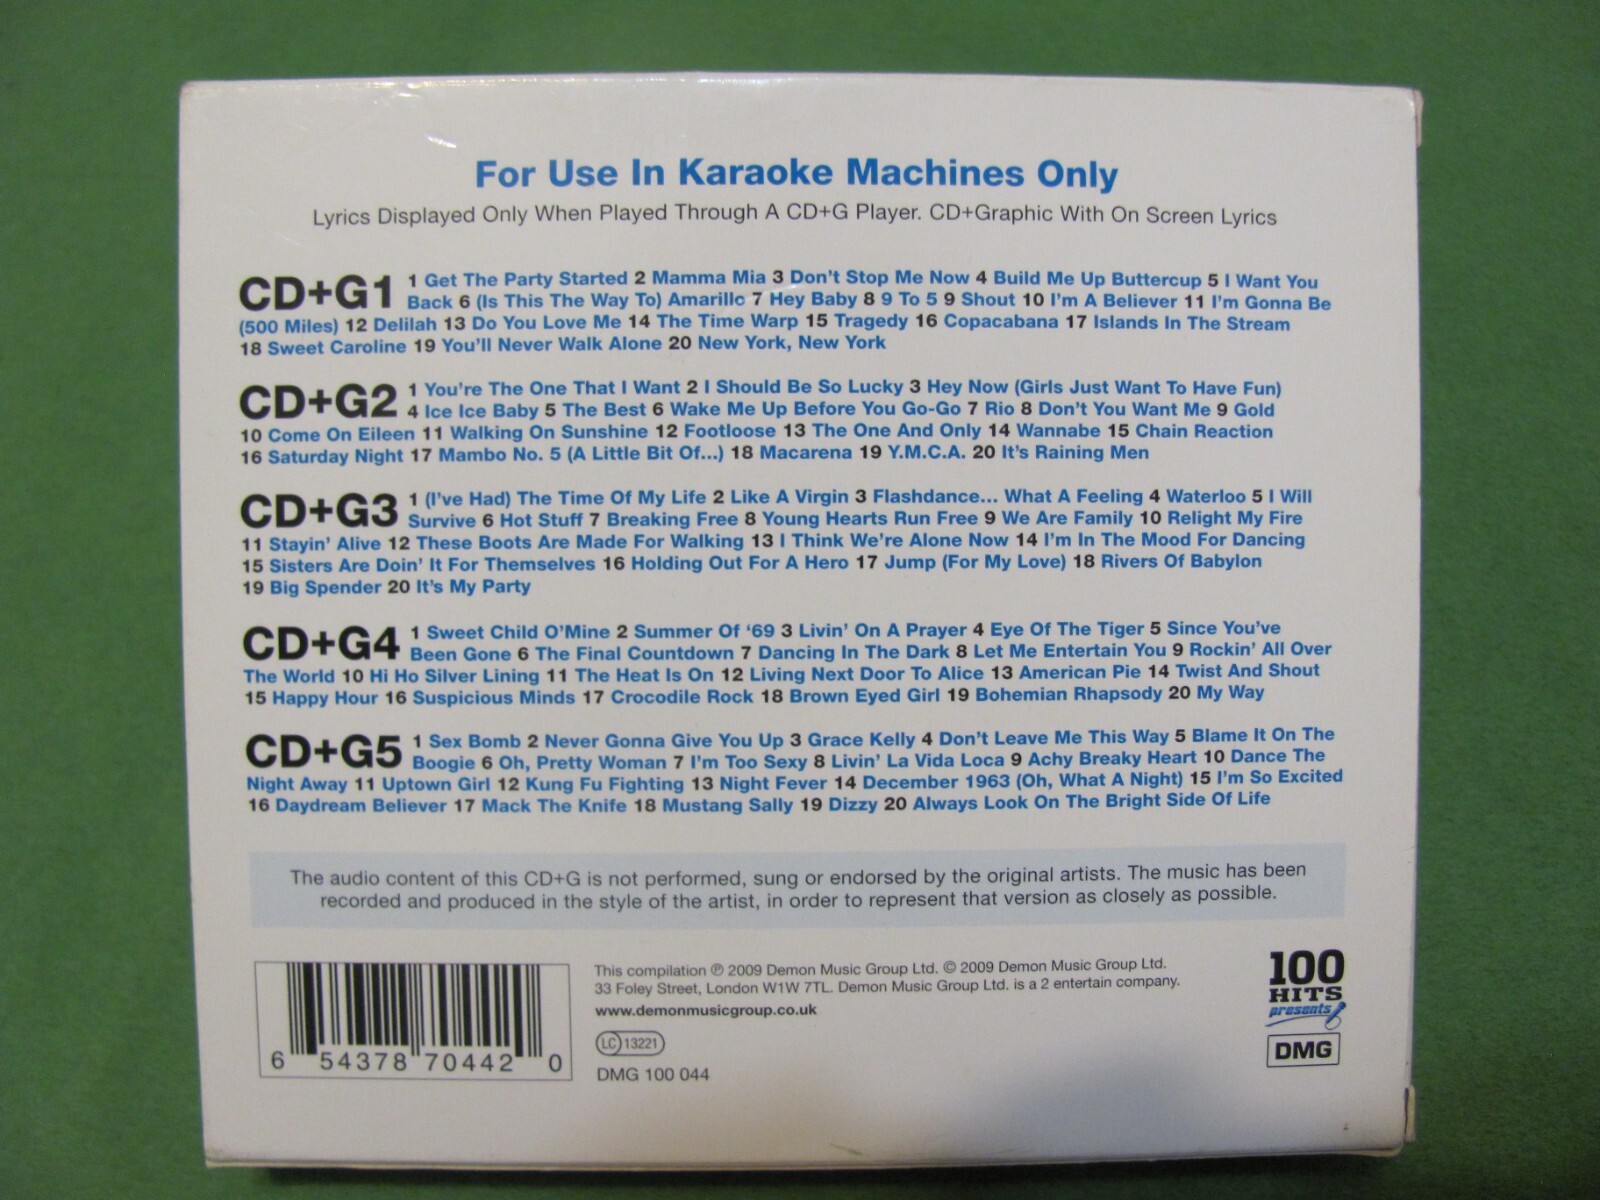 For Use In Karaoke Machines Only
Lyrics Displayed Only When Played Through A CD+G Player. CD+Graphic With On Screen Lyrics
CD+G1 1 Get The Party Started 2 Mamma Mia 3 Don't Stop Me Now 4 Build Me Up Buttercup 5 I Want You
Back 6 (Is This The Way To) Amarillo 7 Hey Baby 8 9 To 5 9 Shout 10 I'm A Believer 11 I'm Gonna Be
(500 Miles) 12 Delilah 13 Do You Love Me 14 The Time Warp 15 Tragedy 16 Copacabana 17 Islands In The Stream
18 Sweet Caroline 19 You'll Never Walk Alone 20 New York, New York
CD+G2 1 You're The One That I Want 2 I Should Be So Lucky 3 Hey Now (Girls Just Want To Have Fun)
4 Ice Ice Baby 5 The Best 6 Wake Me Up Before You Go-Go 7 Rio 8 Don't You Want Me 9 Gold
10 Come On Eileen 11 Walking On Sunshine 12 Footloose 13 The One And Only 14 Wannabe 15 Chain Reaction
16 Saturday Night 17 Mambo No. 5 (A Little Bit Of...) 18 Macarena 19 Y.M.C.A. 20 It's Raining Men
CD+G3 1 (I've Had) The Time Of My Life 2 Like A Virgin 3 Flashdance... What A Feeling 4 Waterloo 5 I Will
Survive 6 Hot Stuff 7 Breaking Free 8 Young Hearts Run Free 9 We Are Family 10 Relight My Fire
11 Stayin' Alive 12 These Boots Are Made For Walking 13 I Think We're Alone Now 14 I'm In The Mood For Dancing
15 Sisters Are Doin' It For Themselves 16 Holding Out For A Hero 17 Jump (For My Love) 18 Rivers Of Babylon
19 Big Spender 20 It's My Party
CD+G4 1 Sweet Child O'Mine 2 Summer Of '69 3 Livin' On A Prayer 4 Eye Of The Tiger 5 Since You've
Been Gone 6 The Final Countdown 7 Dancing In The Dark 8 Let Me Entertain You 9 Rockin' All Over
The World 10 Hi Ho Silver Lining 11 The Heat Is On 12 Living Next Door To Alice 13 American Pie 14 Twist And Shout
15 Happy Hour 16 Suspicious Minds 17 Crocodile Rock 18 Brown Eyed Girl 19 Bohemian Rhapsody 20 My Way
CD+G5 1 Sex Bomb 2 Never Gonna Give You Up 3 Grace Kelly 4 Don't Leave Me This Way 5 Blame It On The
Boogie 6 Oh, Pretty Woman 7 I'm Too Sexy 8 Livin' La Vida Loca 9 Achy Breaky Heart 10 Dance The
Night Away 11 Uptown Girl 12 Kung Fu Fighting 13 Night Fever 14 December 1963 (Oh, What A Night) 15 I'm So Excited
16 Daydream Believer 17 Mack The Knife 18 Mustang Sally 19 Dizzy 20 Always Look On The Bright Side Of Life
The audio content of this CD+G is not performed, sung or endorsed by the original artists. The music has been
recorded and produced in the style of the artist, in order to represent that version as closely as possible.
6 54378 70442 0
This compilation ℗ 2009 Demon Music Group Ltd. © 2009 Demon Music Group Ltd.
33 Foley Street, London W1W 7TL. Demon Music Group Ltd. is a 2 entertain company.
www.demonmusicgroup.co.uk
LC 13221
DMG 100 044
100
HITS
presents
DMG